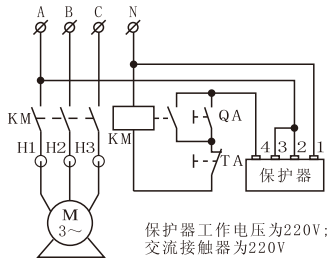 A B C N
KM
KM
QA
H1 H2 H3
TA
4 3 2 1
保护器
M
3～
保护器工作电压为220V;
交流接触器为220V